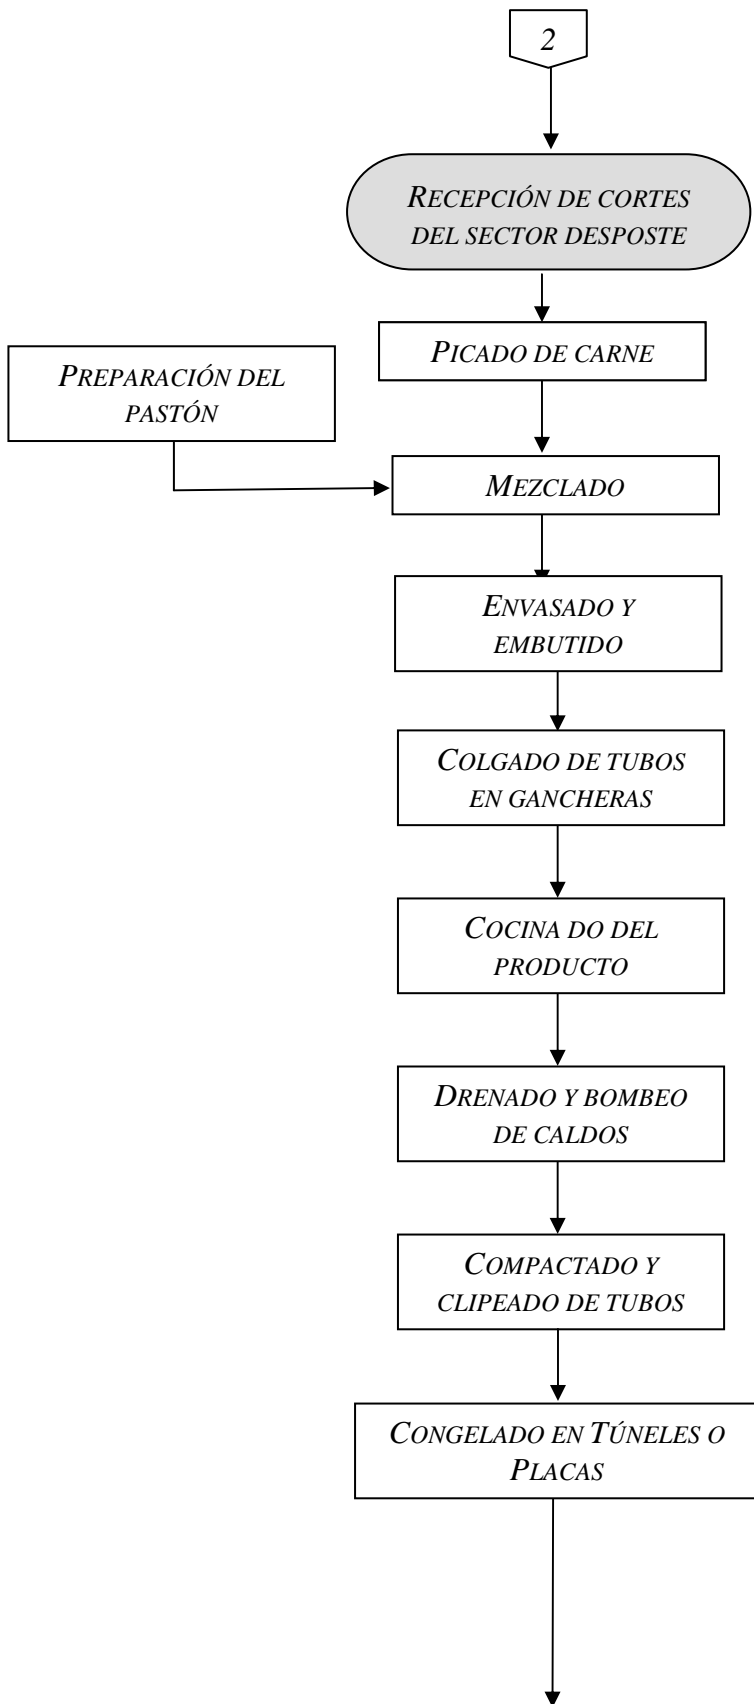 2
RECEPCIÓN DE CORTES
DEL SECTOR DESPOSTE
PICADO DE CARNE
PREPARACIÓN DEL
PASTÓN
MEZCLADO
ENVASADO Y
EMBUTIDO
COLGADO DE TUBOS
EN GANCHERAS
COCINA DO DEL
PRODUCTO
DRENADO Y BOMBEO
DE CALDOS
COMPACTADO Y
CLIPEADO DE TUBOS
CONGELADO EN TÚNELES O
PLACAS